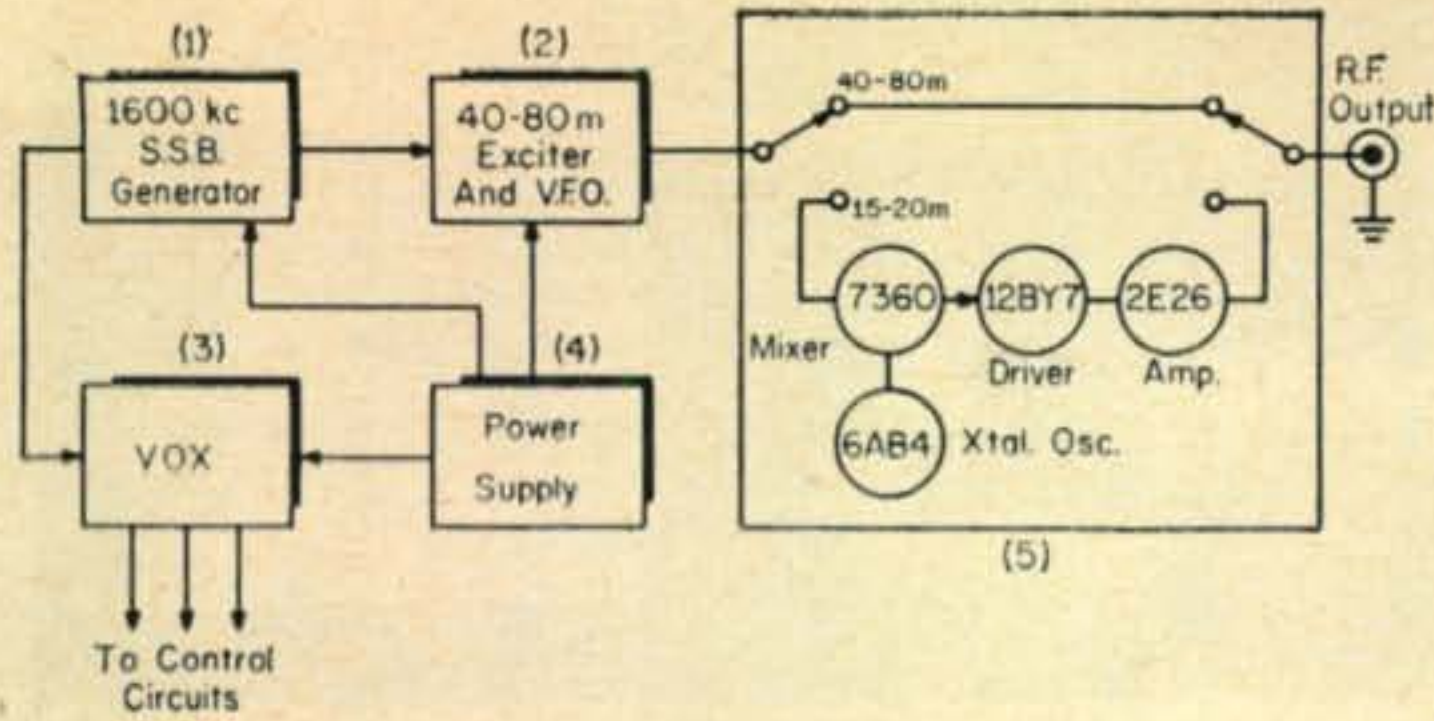 (1)
1600 kc
S.S.B.
Generator
(2)
40-80 m
Exciter
And V.F.O.
40-80m
R.F.
Output
15-20m
7360
12BY7
2E26
Mixer
Driver
Amp.
6AB4
Xtal. Osc.
(5)
(3)
VOX
(4)
Power
Supply
To Control
Circuits